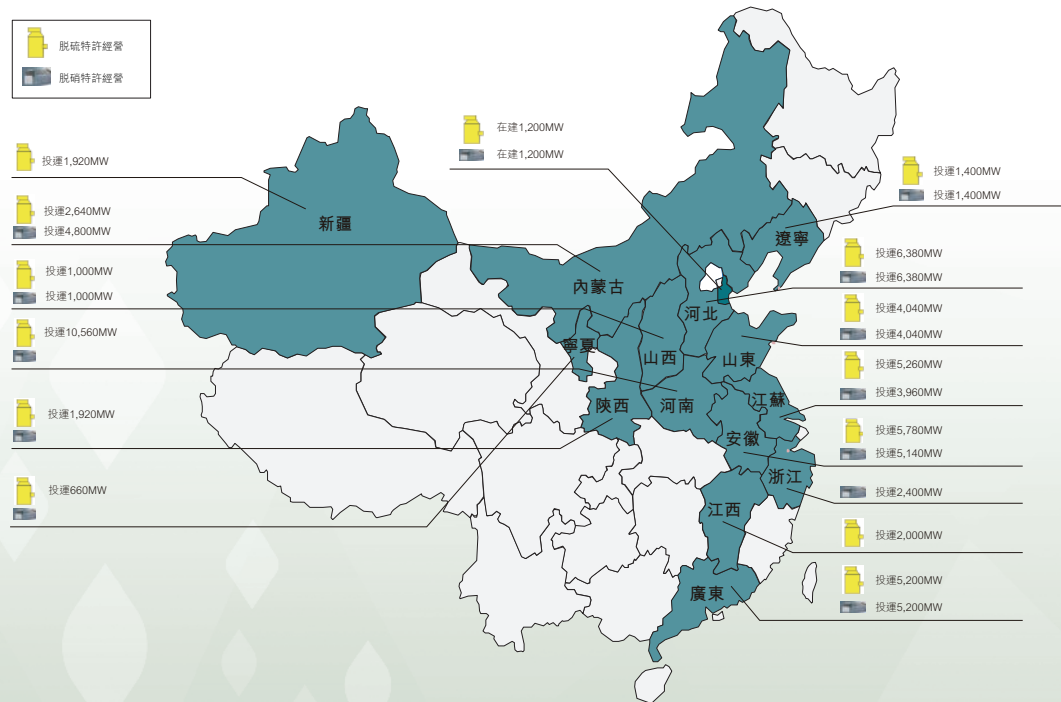 脱硫特許經營
脱硝特許經營
在建1,200MW
在建1,200MW
投運1,920MW
投運2,640MW
投運4,800MW
投運1,000MW
投運1,000MW
投運10,560MW
投運1,920MW
投運660MW
投運1,400MW
投運1,400MW
投運6,380MW
投運6,380MW
投運4,040MW
投運4,040MW
投運5,260MW
投運3,960MW
投運5,780MW
投運5,140MW
投運2,400MW
投運2,000MW
投運5,200MW
投運5,200MW
新疆
遼寧
內蒙古
河北
寧夏
山西
山東
陝西
河南
江蘇
安徽
浙江
江西
廣東